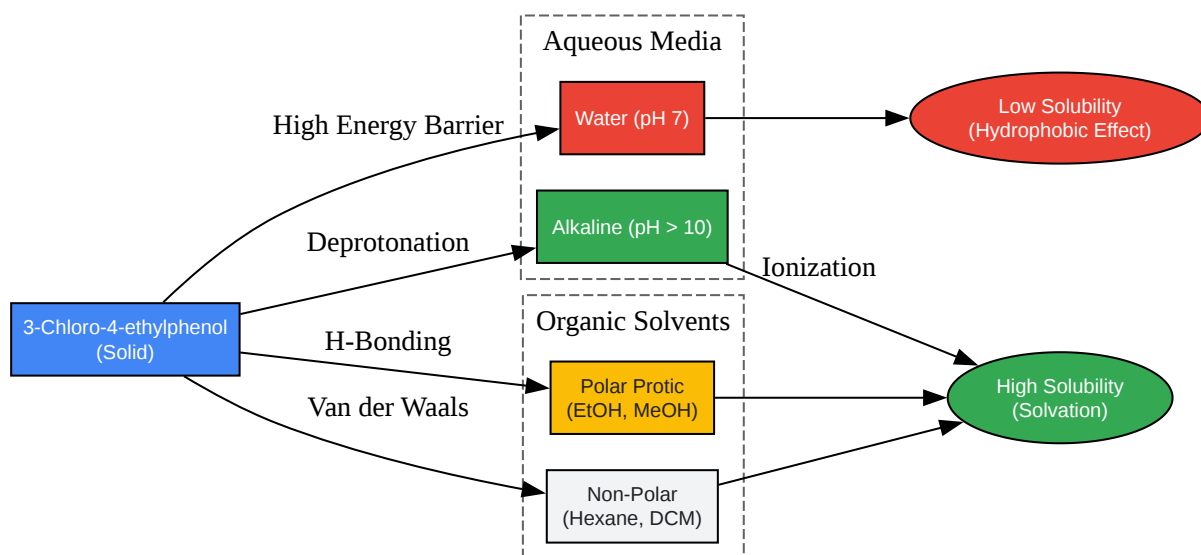 Aqueous Media
High Energy Barrier
Water (pH 7)
Low Solubility
(Hydrophobic Effect)
Deprotonation
Alkaline (pH > 10)
Ionization
3-Chloro-4-ethylphenol
(Solid)
Organic Solvents
H-Bonding
Polar Protic
(EtOH, MeOH)
High Solubility
(Solvation)
Van der Waals
Non-Polar
(Hexane, DCM)